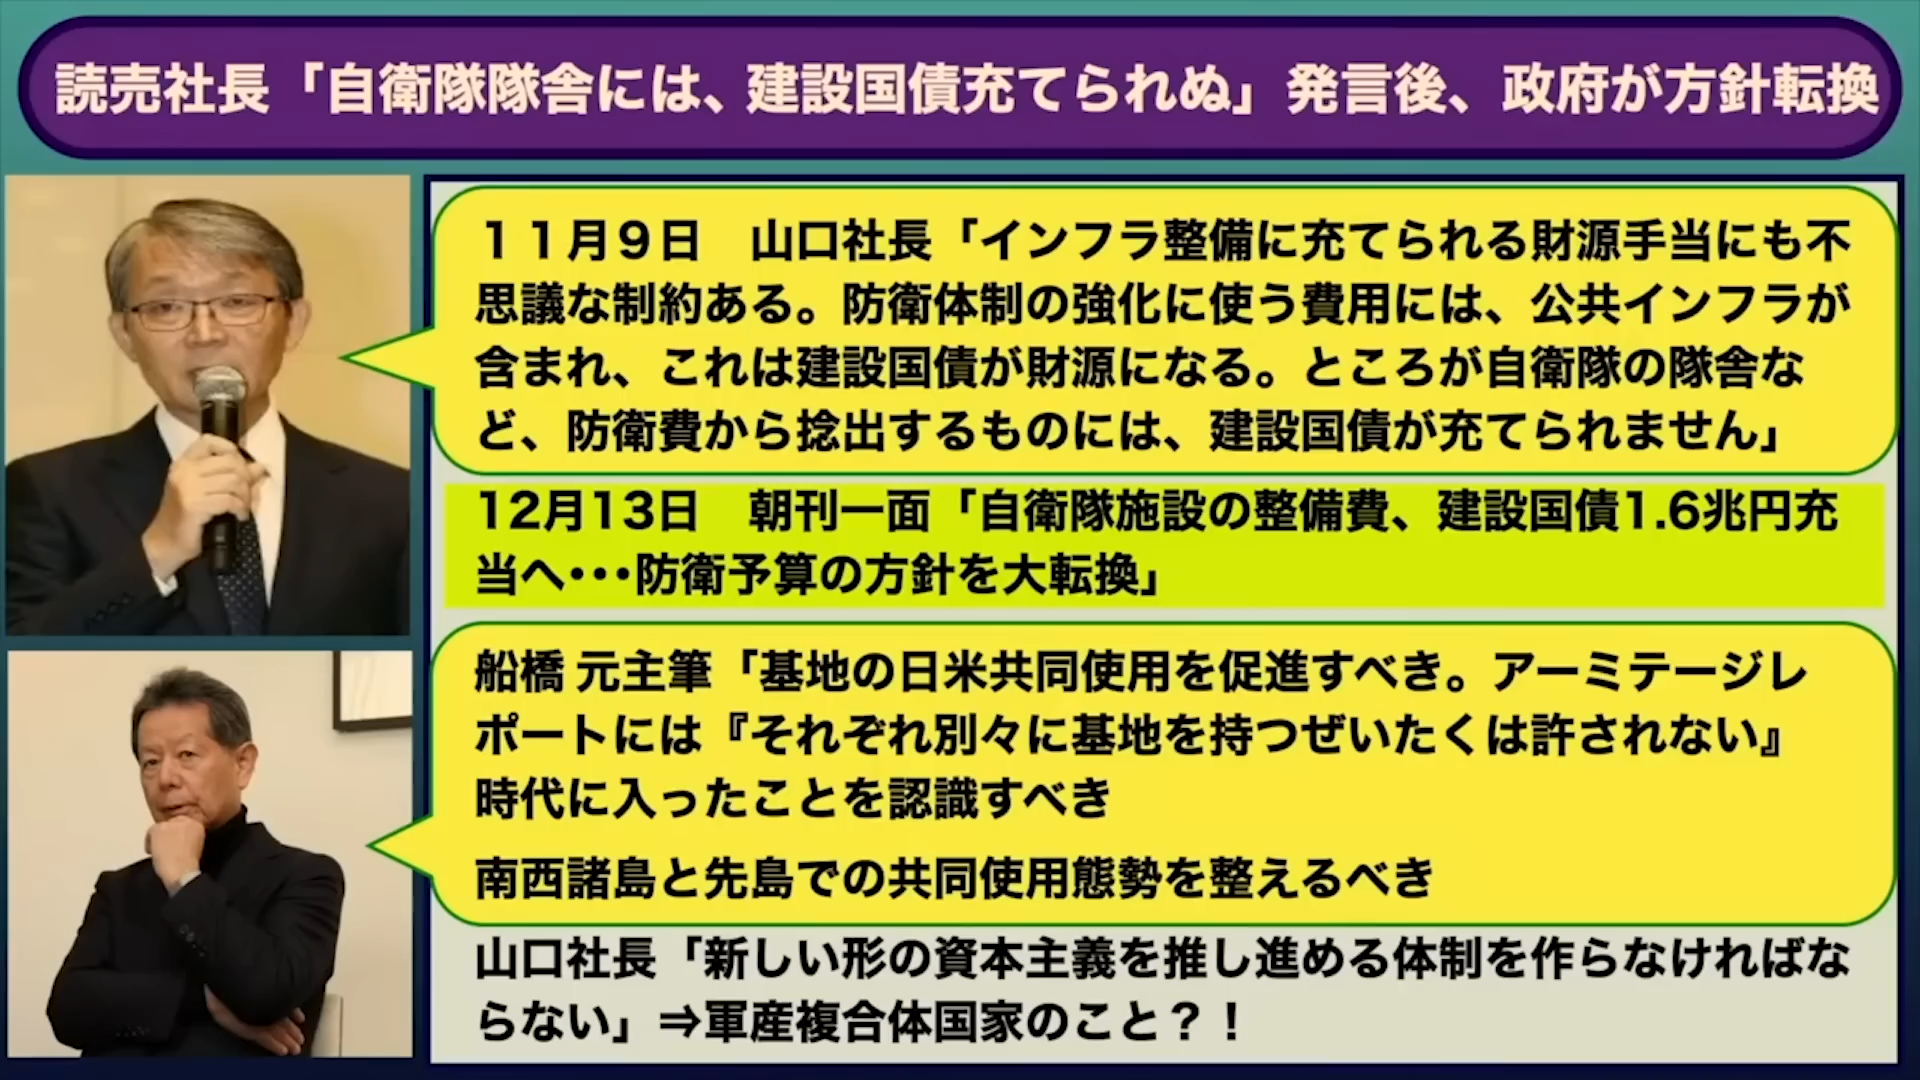 読売社長「自衛隊隊舎には、建設国債充てられぬ」発言後、政府が方針転換
１１月９日　山口社長「インフラ整備に充てられる財源手当にも不
思議な制約ある。防衛体制の強化に使う費用には、公共インフラが
含まれ、これは建設国債が財源になる。ところが自衛隊の隊舎な
ど、防衛費から捻出するものには、建設国債が充てられません」
12月13日　朝刊一面「自衛隊施設の整備費、建設国債1.6兆円充
当へ･･･防衛予算の方針を大転換」
船橋 元主筆「基地の日米共同使用を促進すべき。アーミテージレ
ポートには『それぞれ別々に基地を持つぜいたくは許されない』
時代に入ったことを認識すべき
南西諸島と先島での共同使用態勢を整えるべき
山口社長「新しい形の資本主義を推し進める体制を作らなければな
らない」⇒軍産複合体国家のこと？！